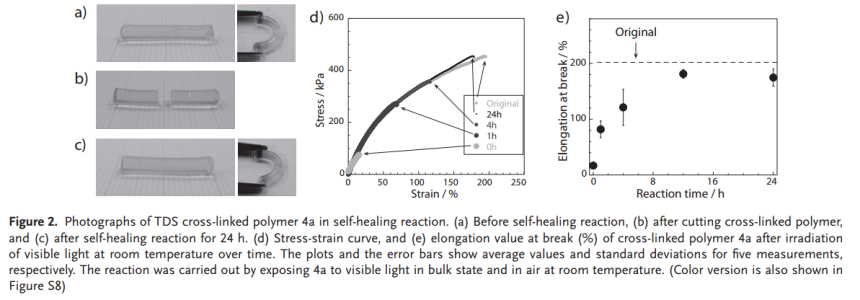 a)
b)
c)
d)
600
400
200
0
Stress / kPa
0 50 100 150 200 250
Strain / %
Original
24h
4h
1h
0h
e)
Original
200
100
0
Elongation at break / %
0 8 16 24
Reaction time / h
Figure 2. Photographs of TDS cross-linked polymer 4a in self-healing reaction. (a) Before self-healing reaction, (b) after cutting cross-linked polymer,
and (c) after self-healing reaction for 24 h. (d) Stress-strain curve, and (e) elongation value at break (%) of cross-linked polymer 4a after irradiation
of visible light at room temperature over time. The plots and the error bars show average values and standard deviations for five measurements,
respectively. The reaction was carried out by exposing 4a to visible light in bulk state and in air at room temperature. (Color version is also shown in
Figure S8)